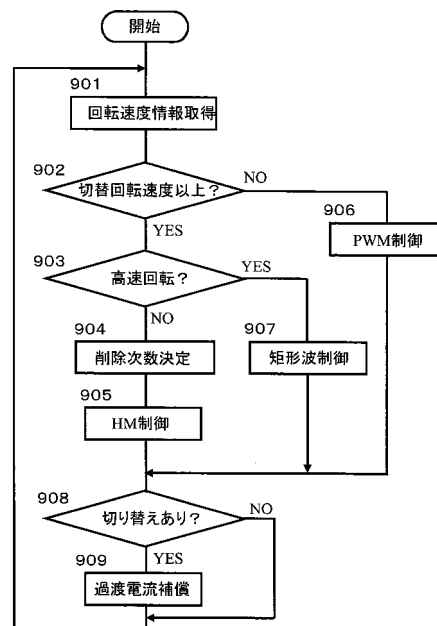 開始
901
回転速度情報取得
902
切替回転速度以上?
NO
YES
906
PWM制御
903
高速回転?
YES
NO
904
削除次数決定
907
矩形波制御
905
HM制御
908
切り替えあり?
NO
YES
909
過渡電流補償